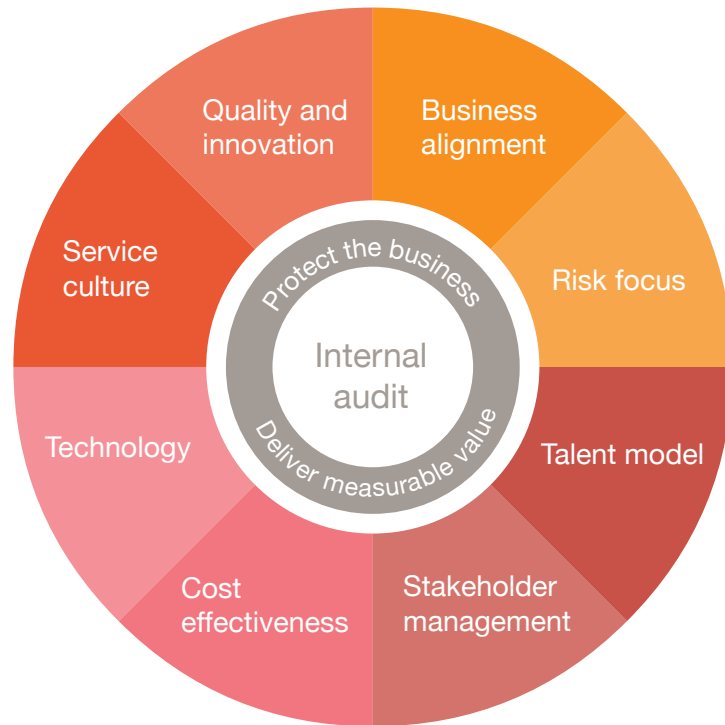 Quality and
innovation
Business
alignment
Service
culture
Risk focus
Protect the business
Internal
audit
Deliver measurable value
Technology
Talent model
Cost
effectiveness
Stakeholder
management